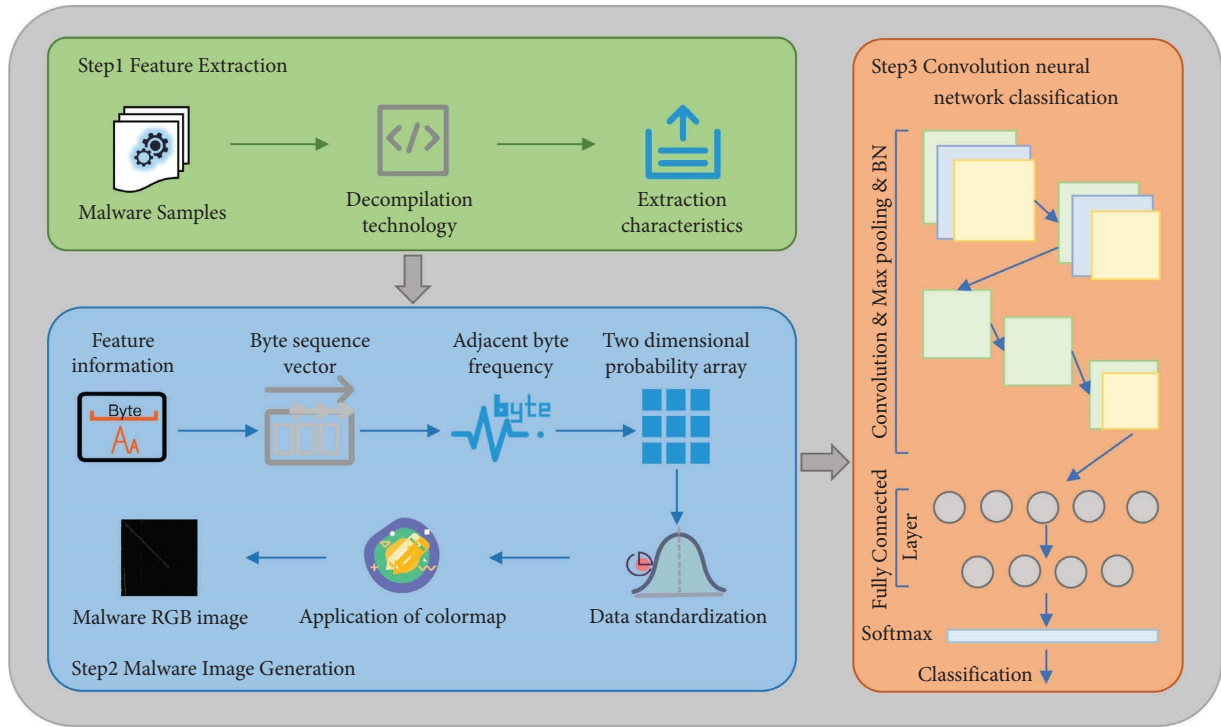 Step1 Feature Extraction
Malware Samples
Decompilation
technology
Extraction
characteristics
Feature
information
Byte sequence
vector
Adjacent byte
frequency
Two dimensional
probability array
Byte
AA
byte
Malware RGB image
Application of colormap
Data standardization
Step2 Malware Image Generation
Step3 Convolution neural
network classification
Convolution & Max pooling & BN
Fully Connected
Layer
Softmax
Classification